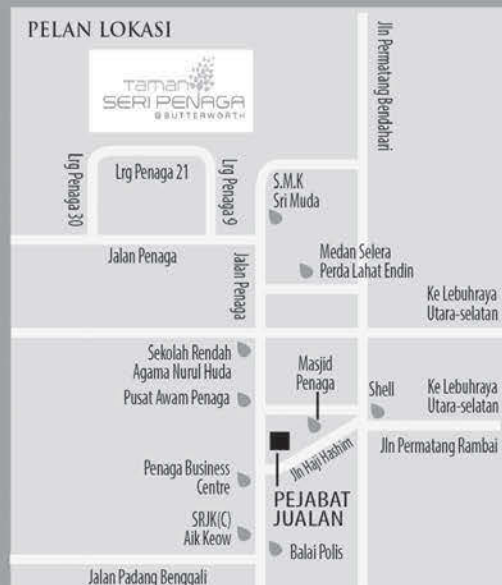 PELAN LOKASI
Taman
SERI PENAGA
@ BUTTERWORTH
Jln Permatang Bendahari
Lrg Penaga 30
Lrg Penaga 21
Lrg Penaga 9
S.M.K
Sri Muda
Jalan Penaga
Jalan Penaga
Medan Selera
Perda Lahat Endin
Ke Lebuhraya
Utara-selatan
Sekolah Rendah
Agama Nurul Huda
Masjid
Penaga
Pusat Awam Penaga
Shell
Ke Lebuhraya
Utara-selatan
Jln Haji Hashim
Jln Permatang Rambai
Penaga Business
Centre
PEJABAT
JUALAN
SRJK(C)
Aik Keow
Balai Polis
Jalan Padang Benggali